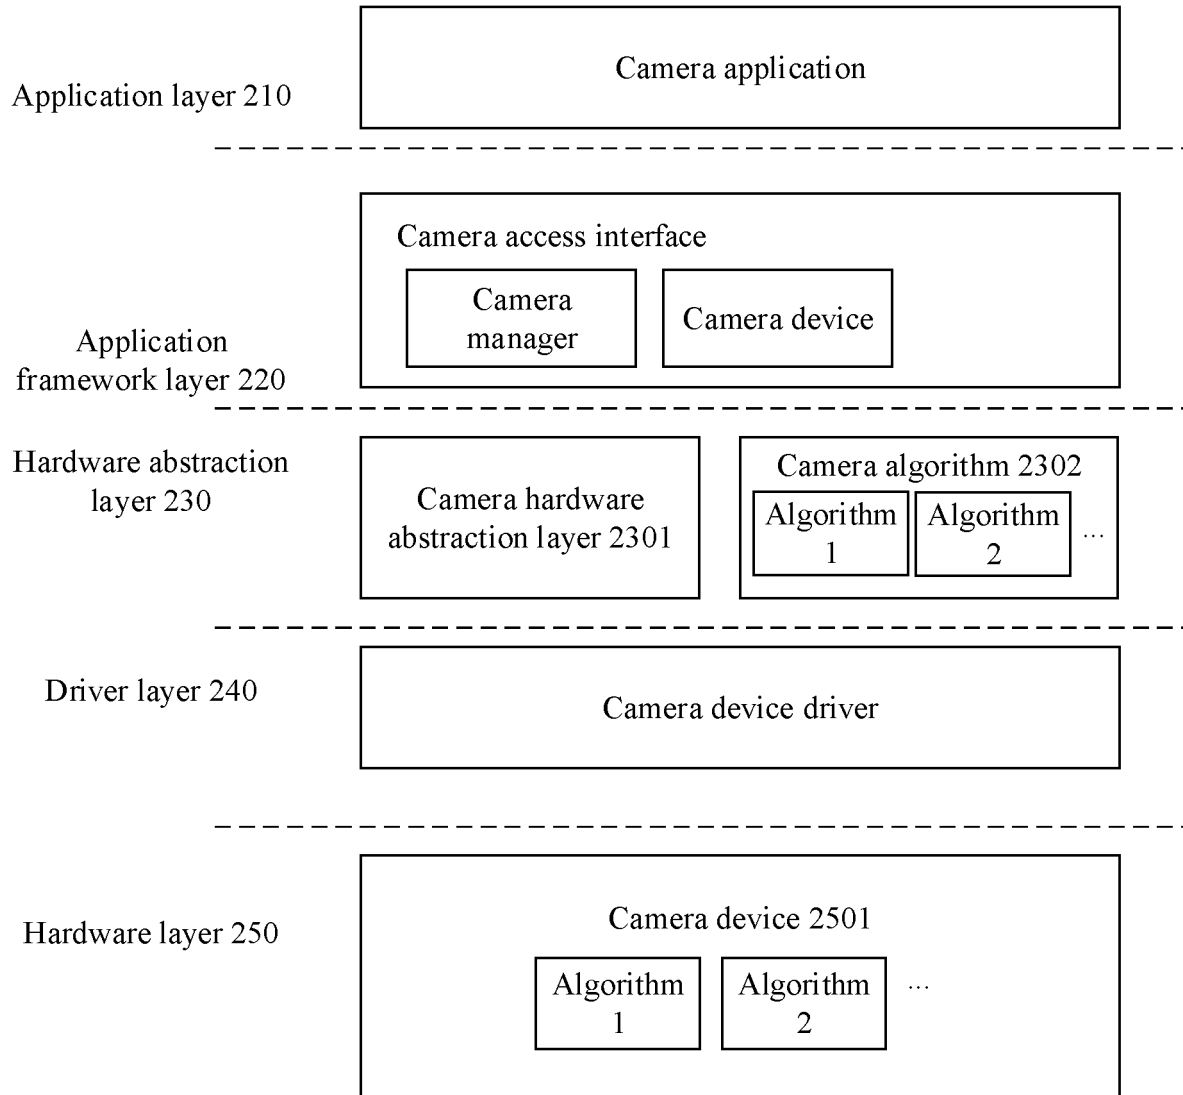 Application layer 210
Camera application
Application
framework layer 220
Camera access interface
Camera
manager
Camera device
Hardware abstraction
layer 230
Camera hardware
abstraction layer 2301
Camera algorithm 2302
Algorithm
1
Algorithm
2
...
Driver layer 240
Camera device driver
Hardware layer 250
Camera device 2501
Algorithm
1
Algorithm
2
...